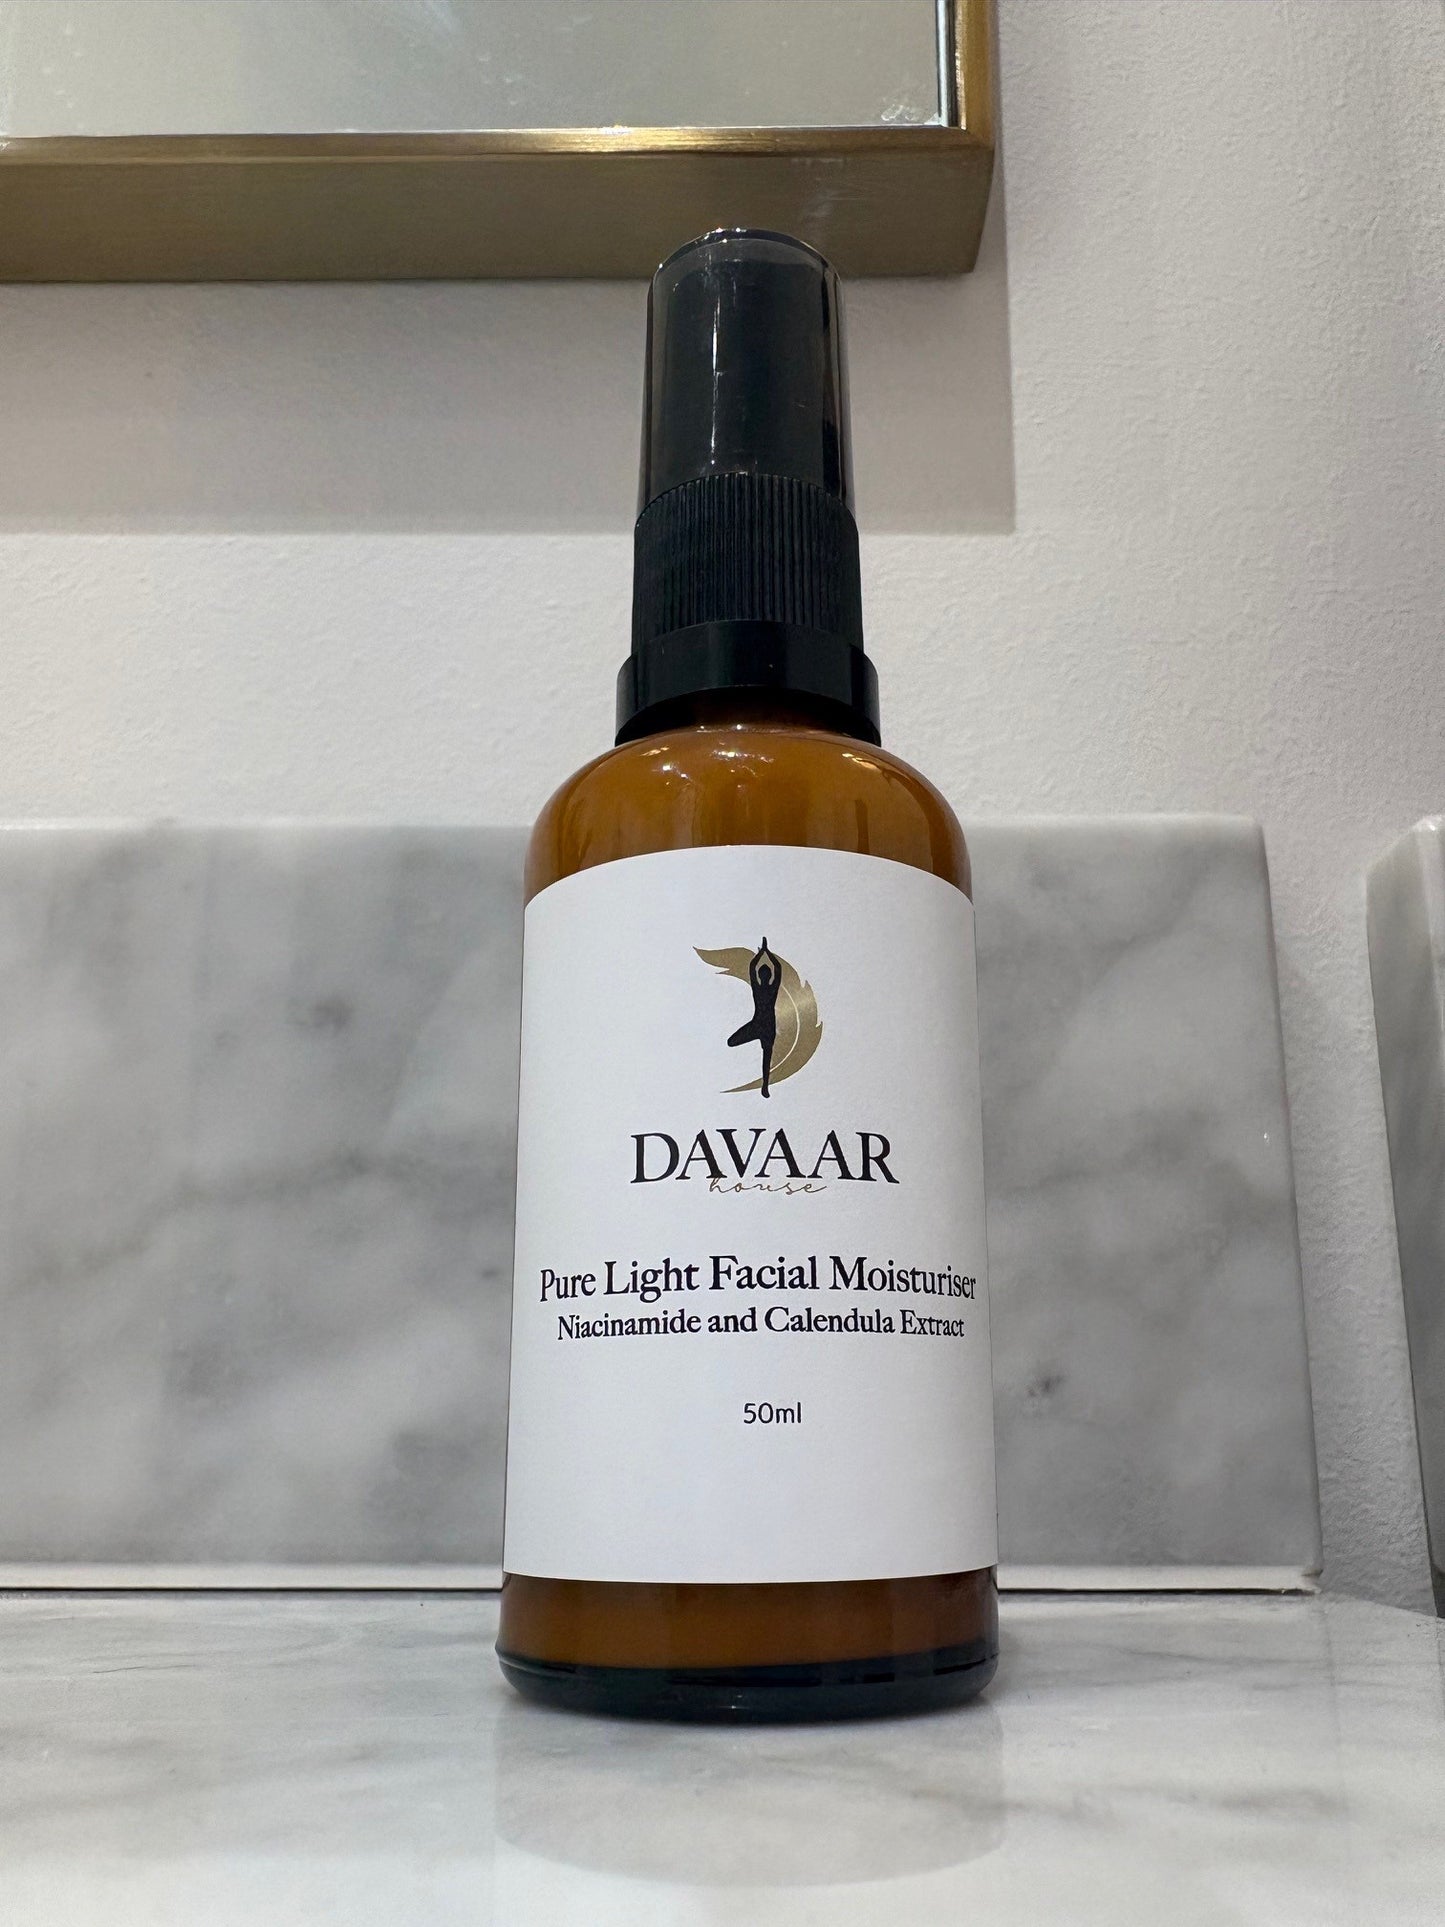 DAVAAR
house
Pure Light Facial Moisturiser
Niacinamide and Calendula Extract
50ml